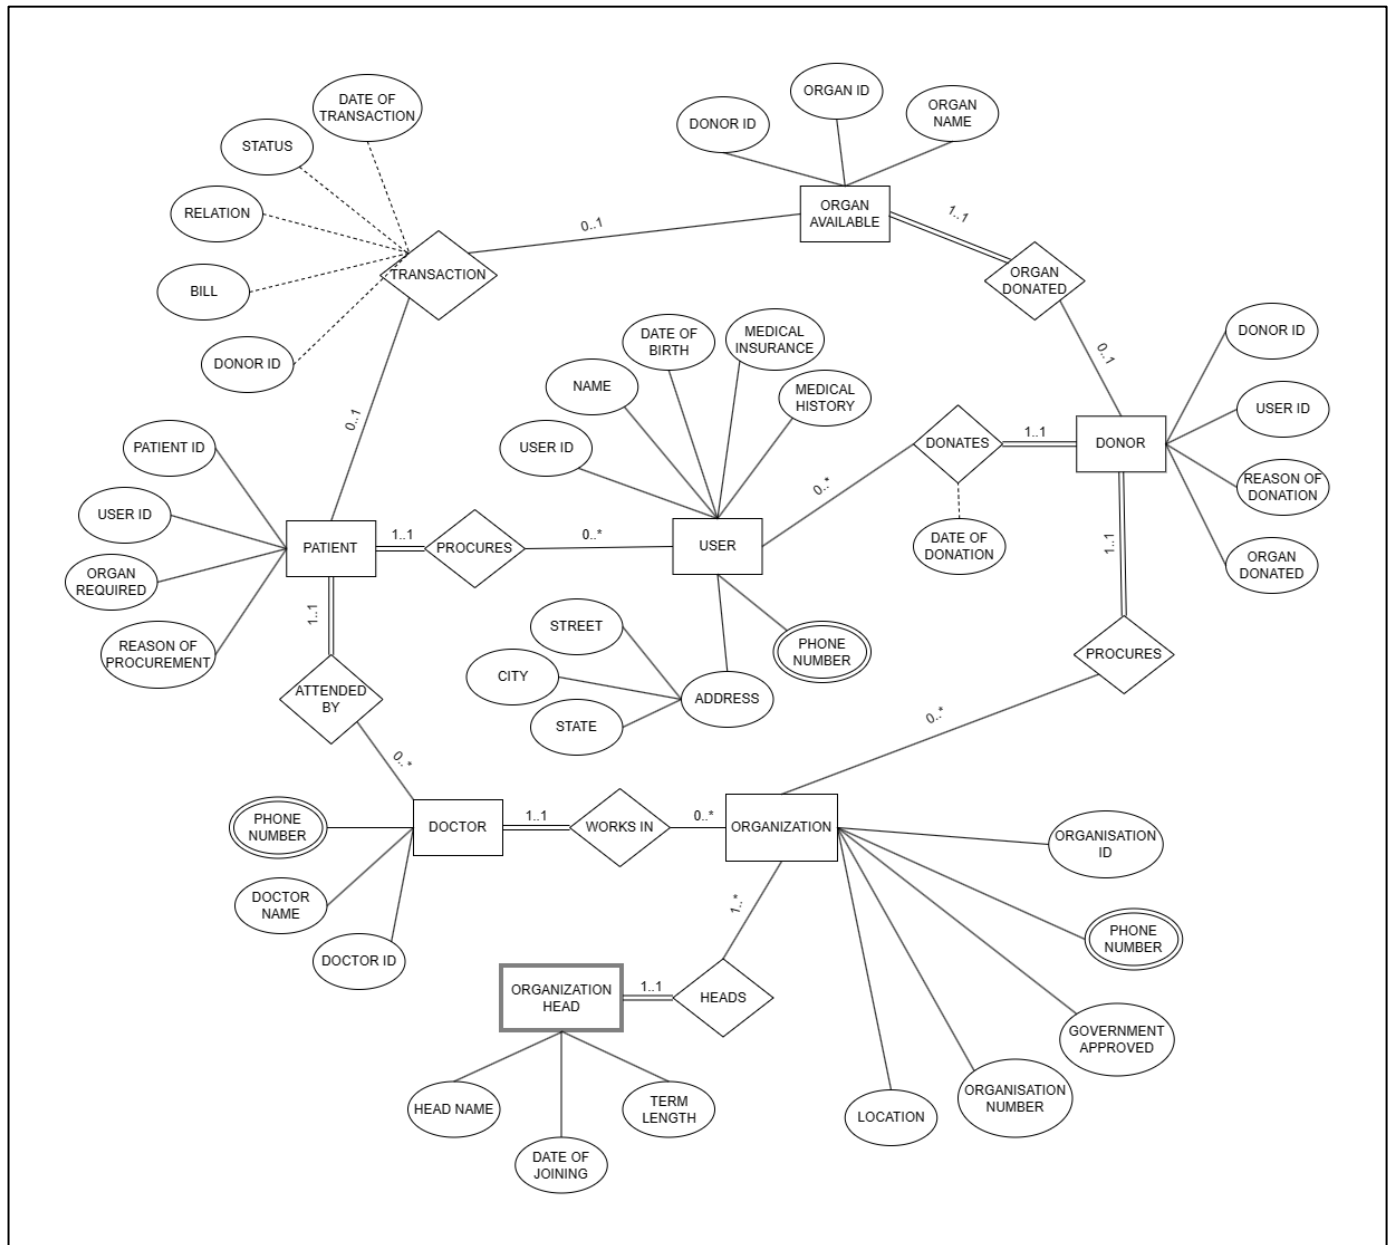 DATE OF
TRANSACTION
STATUS
RELATION
BILL
DONOR ID
TRANSACTION
0..1
0..1
DONOR ID
ORGAN ID
ORGAN
NAME
ORGAN
AVAILABLE
1..1
ORGAN
DONATED
0..1
DONOR ID
USER ID
REASON OF
DONATION
ORGAN
DONATED
DONOR
1..1
DONATES
0..*
DATE OF
DONATION
1..1
PROCURES
0..*
USER ID
NAME
DATE OF
BIRTH
MEDICAL
INSURANCE
MEDICAL
HISTORY
USER
PHONE
NUMBER
ADDRESS
STREET
CITY
STATE
0..*
PROCURES
1..1
PATIENT
PATIENT ID
USER ID
ORGAN
REQUIRED
REASON OF
PROCUREMENT
1..1
ATTENDED
BY
0..*
PHONE
NUMBER
DOCTOR
NAME
DOCTOR ID
DOCTOR
1..1
WORKS IN
0..*
ORGANIZATION
ORGANISATION
ID
PHONE
NUMBER
GOVERNMENT
APPROVED
ORGANISATION
NUMBER
LOCATION
1..*
HEADS
1..1
ORGANIZATION
HEAD
HEAD NAME
DATE OF
JOINING
TERM
LENGTH